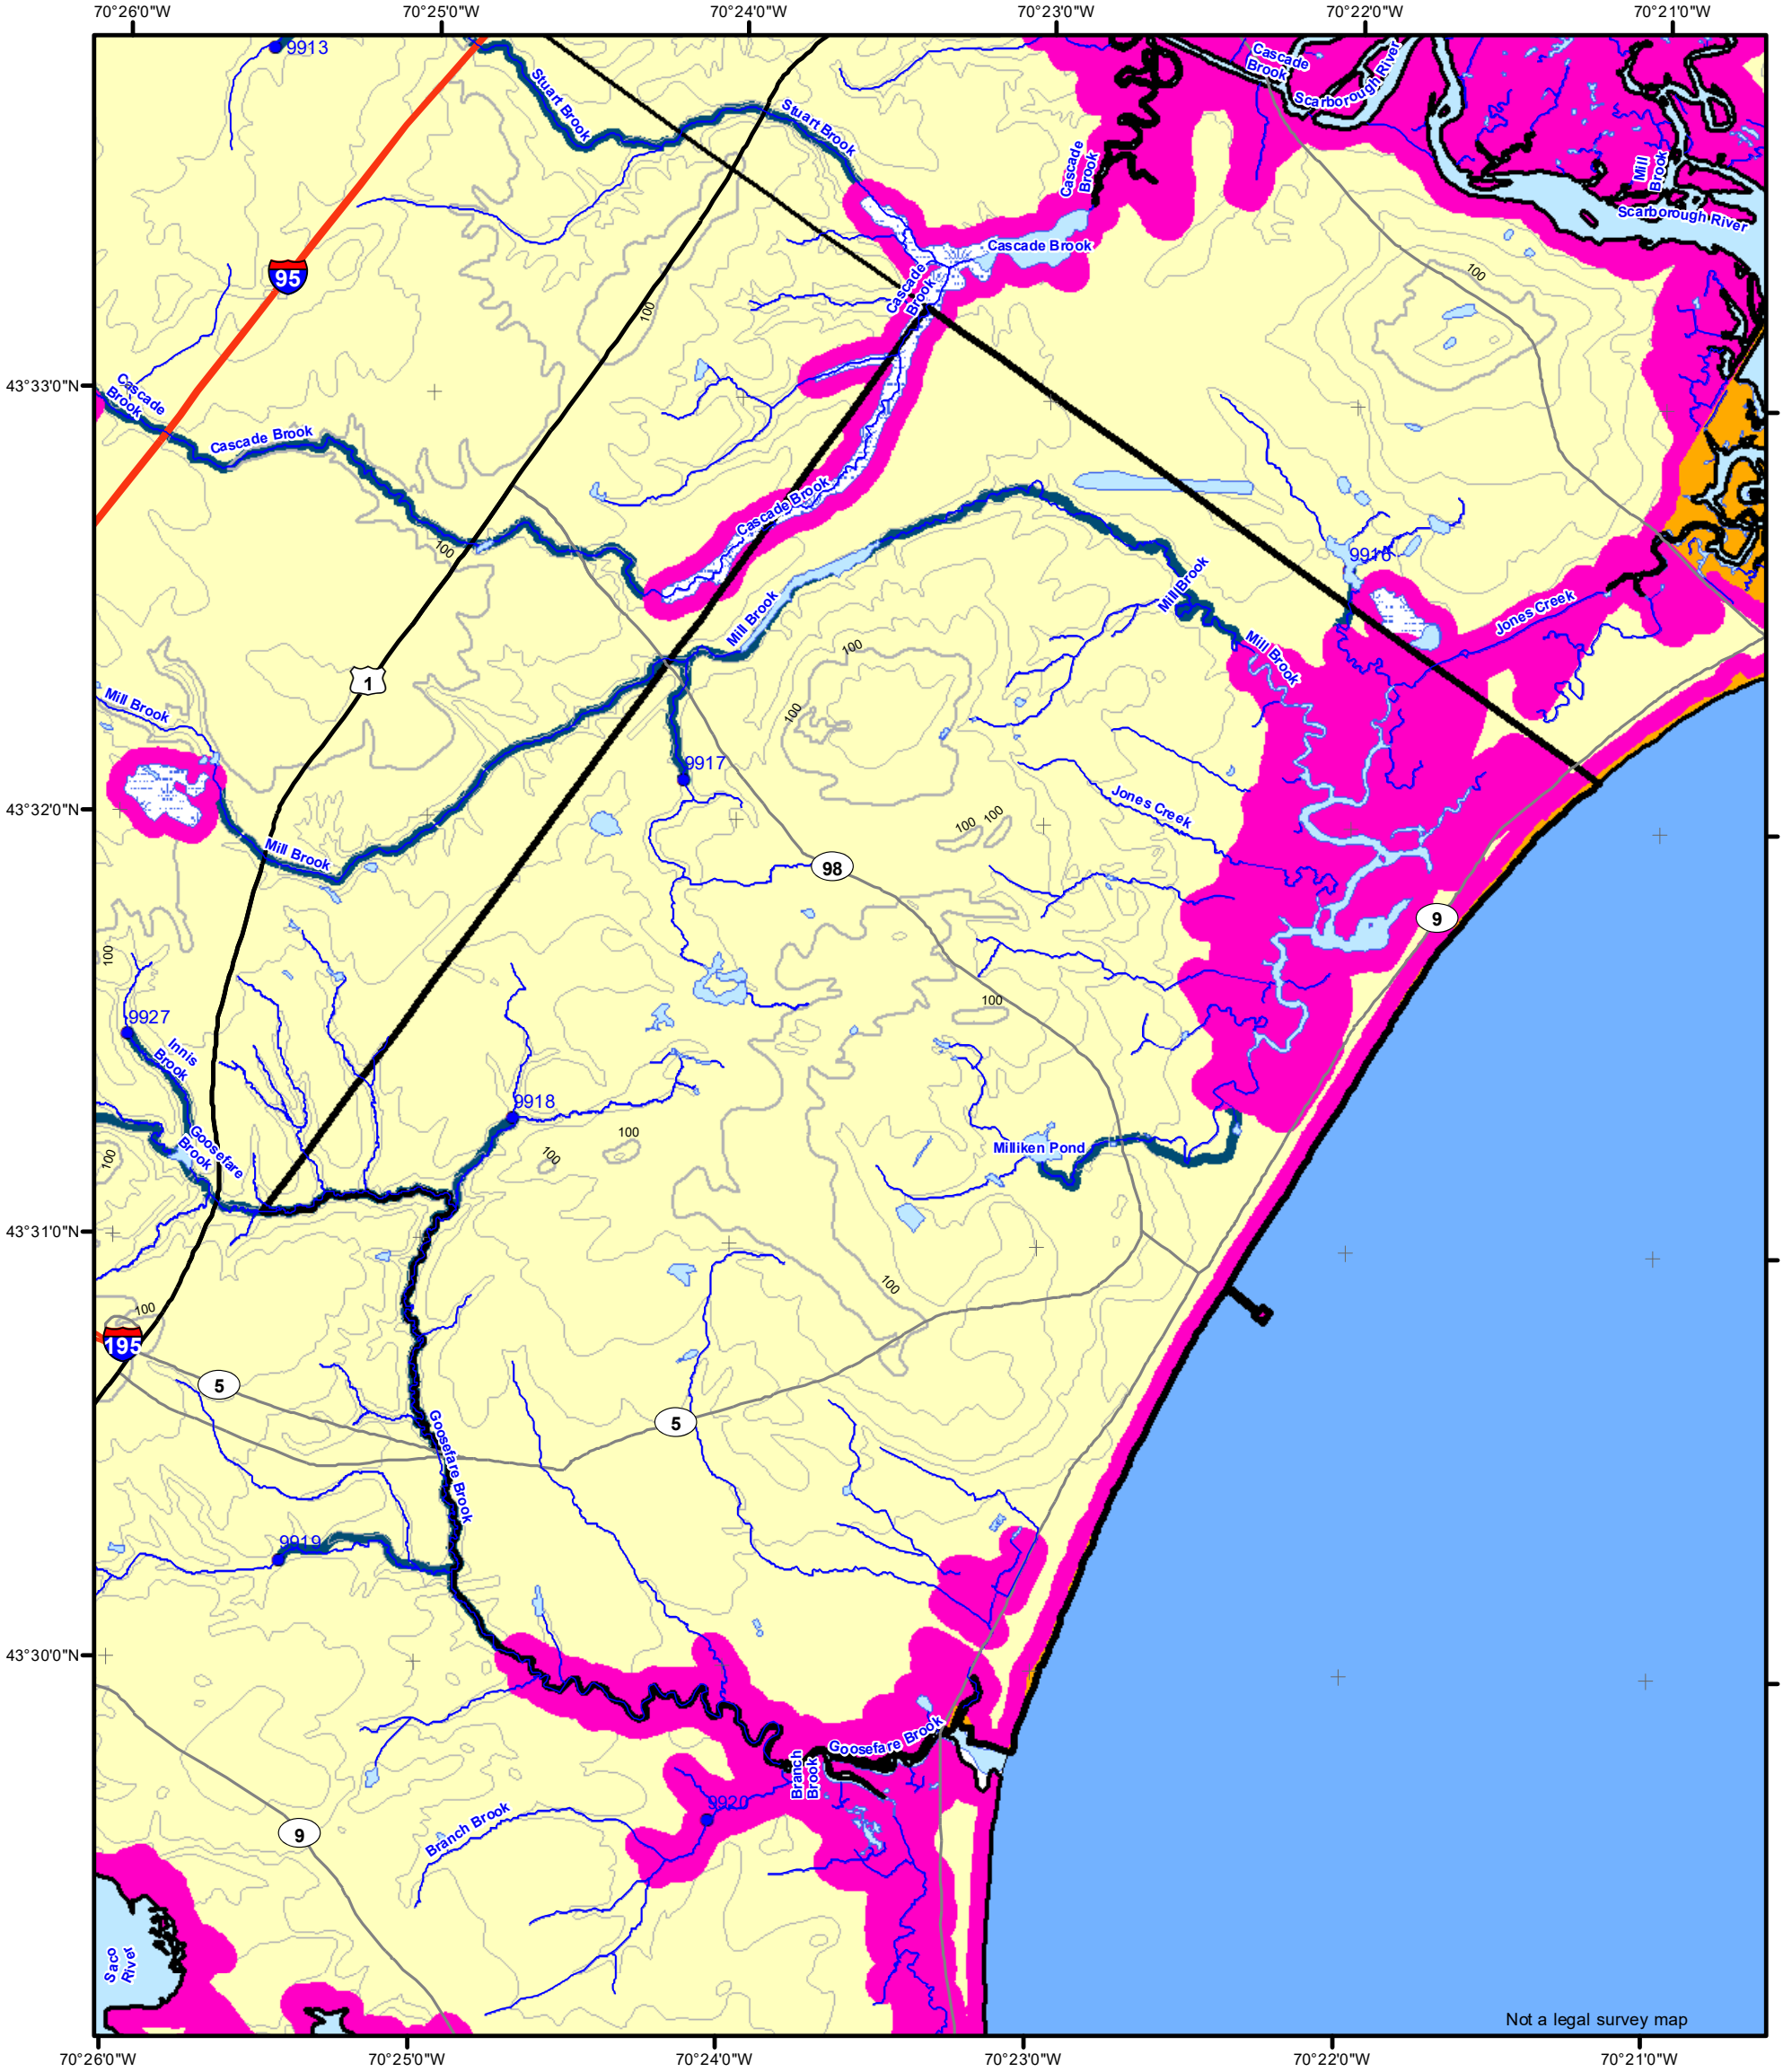 70°26'0"W
70°25'0"W
70°24'0"W
70°23'0"W
70°22'0"W
70°21'0"W
9913
Stuart Brook
Stuart Brook
Cascade
Brook
Scarborough River
Cascade
Brook
Mill
Brook
Scarborough River
Cascade Brook
95
100
Cascade
Brook
100
43°33'0"N
Cascade
Brook
Cascade Brook
Cascade Brook
100
9916
Mill Brook
Mill Brook
Jones Creek
Mill Brook
100
1
Mill Brook
100
9917
Jones Creek
43°32'0"N
100
100
Mill Brook
98
9
100
100
9927
Innis
Brook
9918
Goosefare
Brook
100
100
100
Milliken Pond
43°31'0"N
100
100
195
5
5
Goosefare Brook
9919
43°30'0"N
Goosefare Brook
Branch
Brook
9920
Branch Brook
9
Saco
River
Not a legal survey map
70°26'0"W
70°25'0"W
70°24'0"W
70°23'0"W
70°22'0"W
70°21'0"W